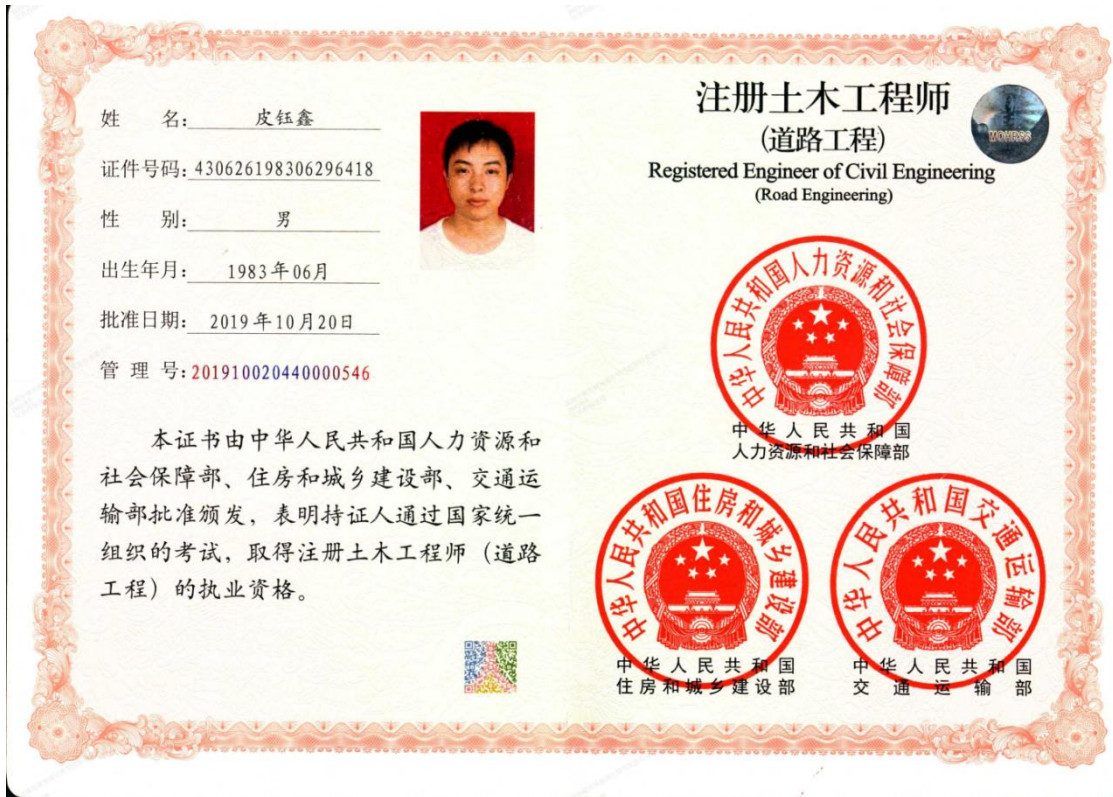 姓 名: 皮钰鑫
证件号码: 430626198306296418
性 别: 男
出生年月: 1983年06月
批准日期: 2019年10月20日
管 理 号: 201910020440000546
本证书由中华人民共和国人力资源和
社会保障部、住房和城乡建设部、交通运
输部批准颁发，表明持证人通过国家统一
组织的考试，取得注册土木工程师（道路
工程）的执业资格。
注册土木工程师
(道路工程)
Registered Engineer of Civil Engineering
(Road Engineering)
MOHRSS
中华人民共和国人力资源和社会保障部
中华人民共和国
人力资源和社会保障部
中华人民共和国住房和城乡建设部
中华人民共和国
住房和城乡建设部
中华人民共和国交通运输部
中华人民共和国
交通运输部